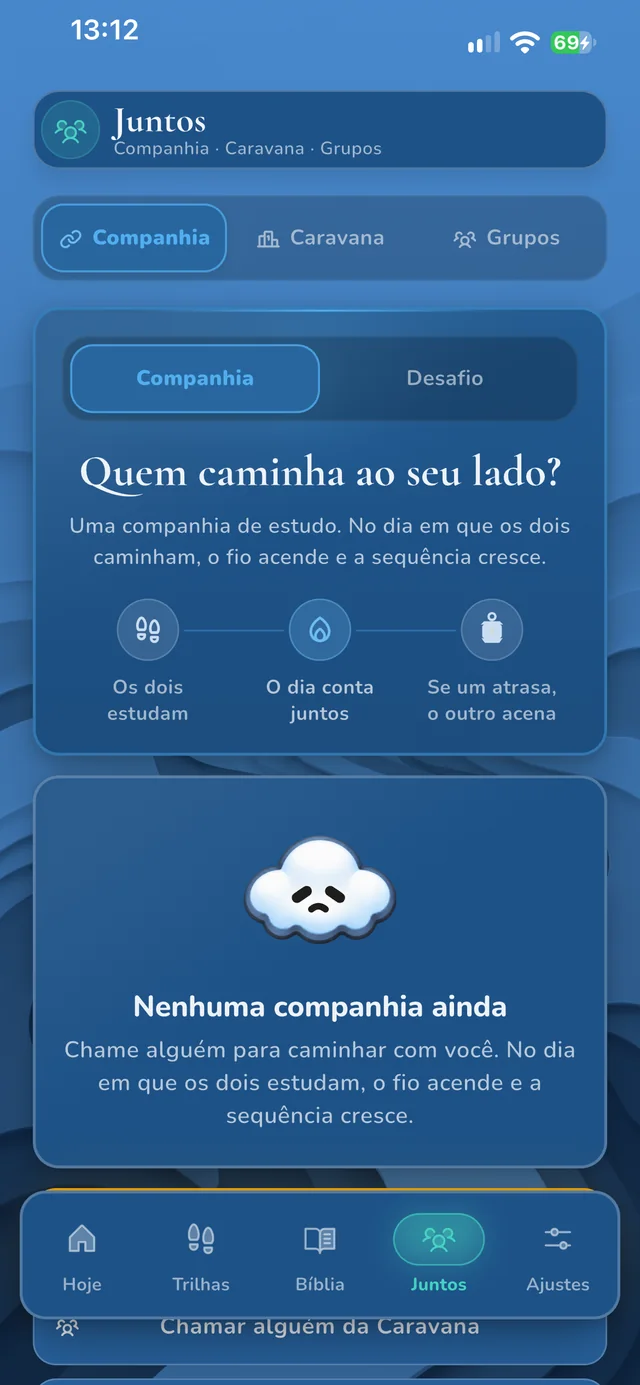 13:12
69
Juntos
Companhia · Caravana · Grupos
Companhia
Caravana
Grupos
Companhia
Desafio
Quem caminha ao seu lado?
Uma companhia de estudo. No dia em que os dois
caminham, o fio acende e a sequência cresce.
Os dois
estudam
O dia conta
juntos
Se um atrasa,
o outro acena
Nenhuma companhia ainda
Chame alguém para caminhar com você. No dia
em que os dois estudam, o fio acende e a
sequência cresce.
Hoje
Trilhas
Bíblia
Juntos
Ajustes
Chamar alguém da Caravana